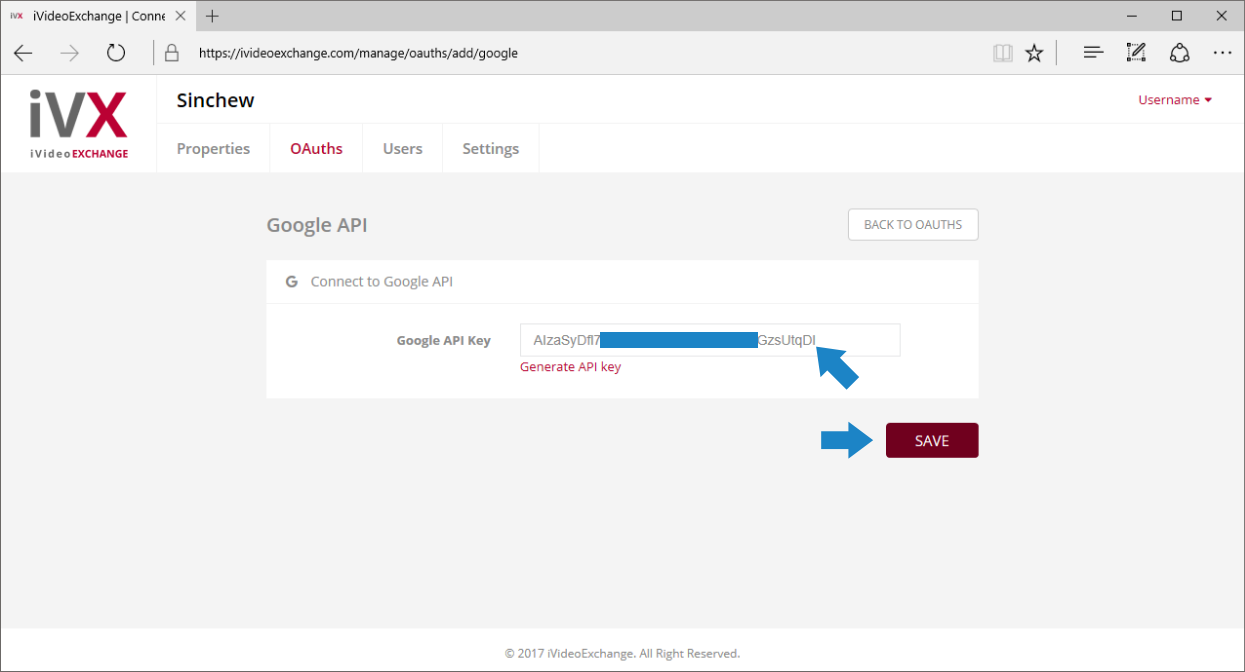 iVX iVideoExchange | Conne
https://ivideoexchange.com/manage/oauths/add/google
iVX
iVideoEXCHANGE
Sinchew
Username
Properties OAuths Users Settings
Google API
BACK TO OAUTHS
G Connect to Google API
Google API Key AIzaSyDfl7 GzsUtqDI
Generate API key
SAVE
© 2017 iVideoExchange. All Right Reserved.